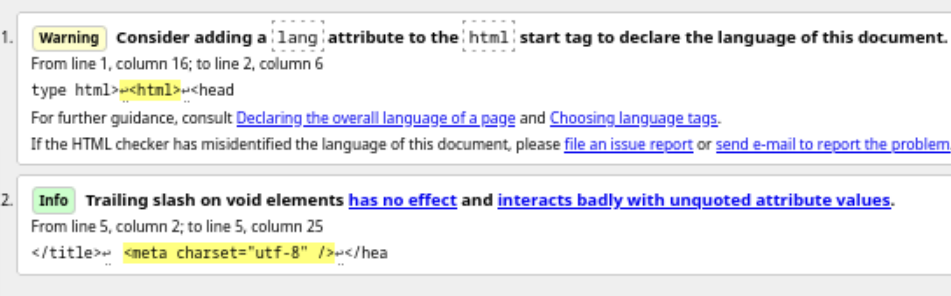 1. Warning Consider adding a lang attribute to the html start tag to declare the language of this document.
From line 1, column 16; to line 2, column 6
type html>↩<html>↩<head
For further guidance, consult Declaring the overall language of a page and Choosing language tags.
If the HTML checker has misidentified the language of this document, please file an issue report or send e-mail to report the problem
2. Info Trailing slash on void elements has no effect and interacts badly with unquoted attribute values.
From line 5, column 2; to line 5, column 25
</title>↩ <meta charset="utf-8" />↩</hea